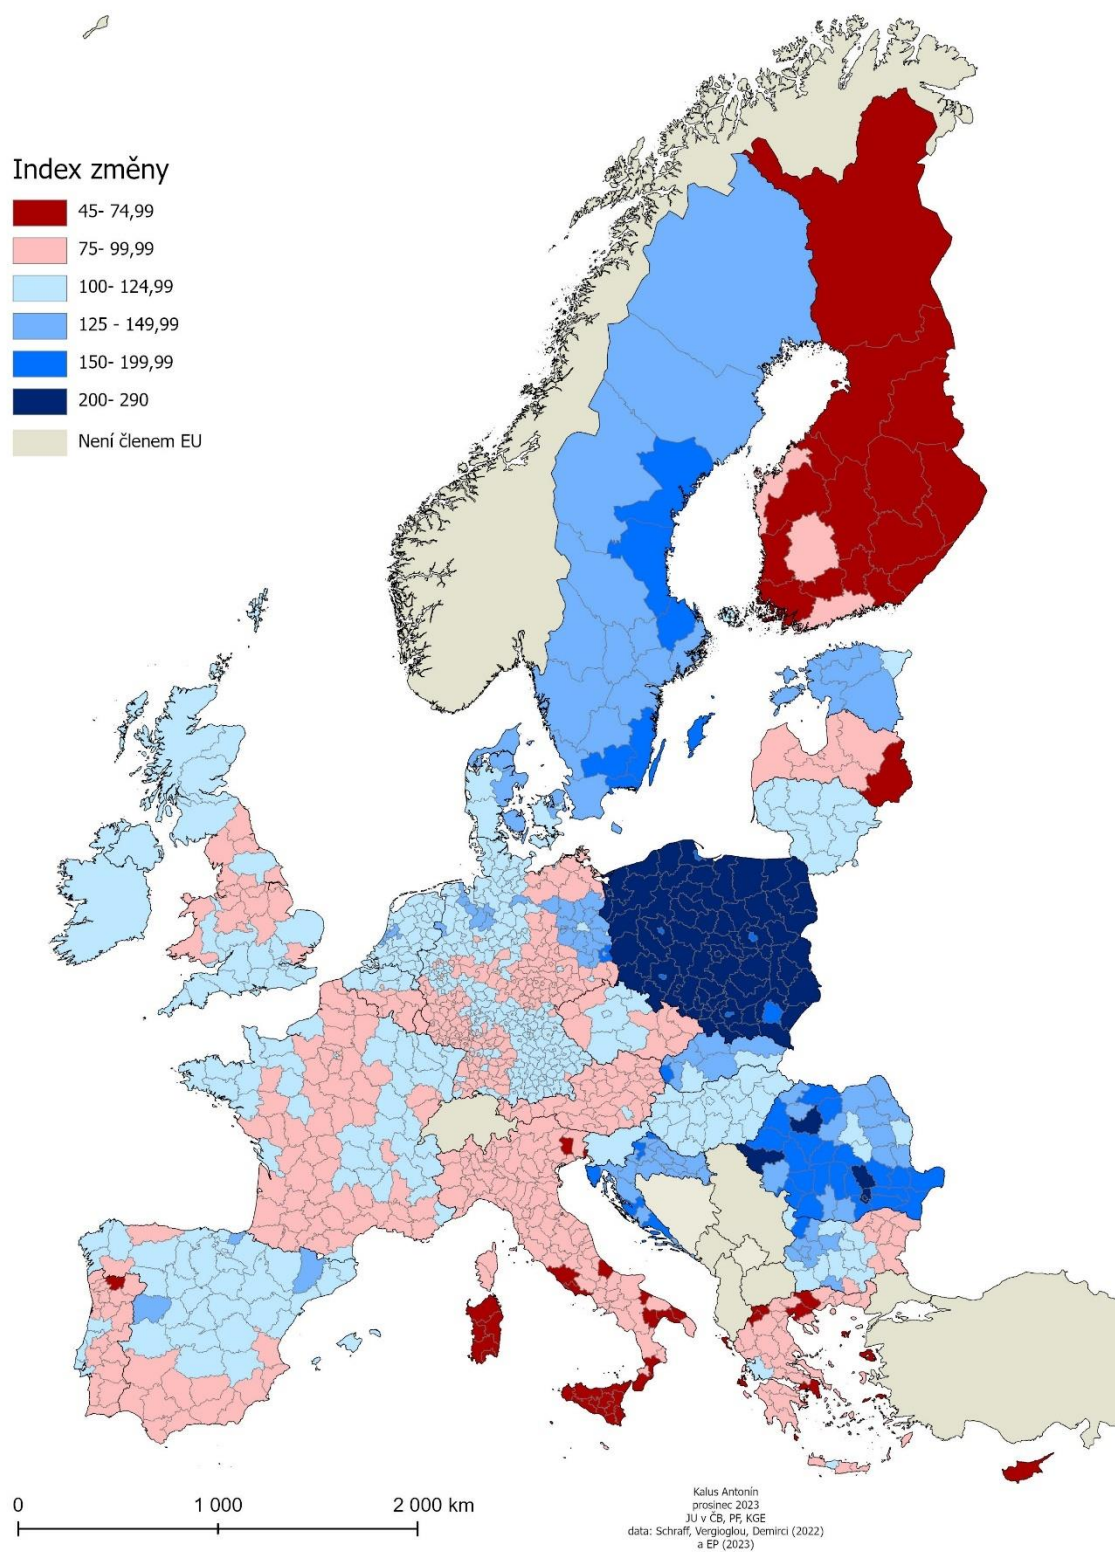 Index změny
45- 74,99
75- 99,99
100- 124,99
125 - 149,99
150- 199,99
200- 290
Není členem EU
0 1 000 2 000 km
Kalus Antonín
prosinec 2023
JU v ČB, PF, KGE
data: Schraff, Vergioglou, Demirci (2022)
a EP (2023)